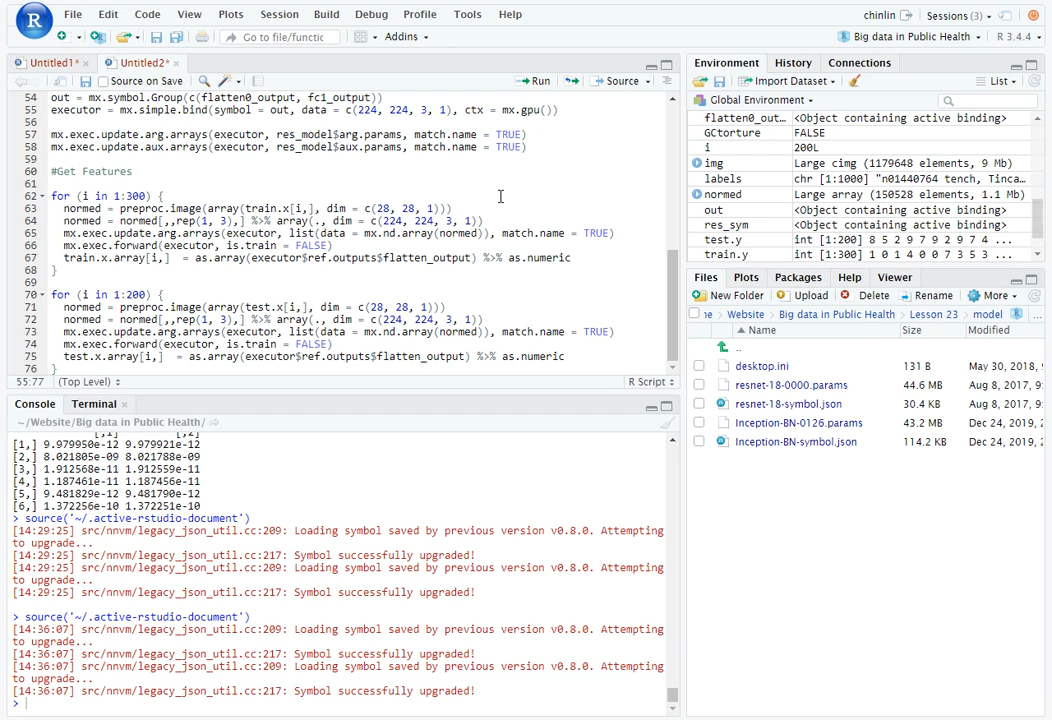 File Edit Code View Plots Session Build Debug Profile Tools Help
chinlin Sessions (3)
Go to file/functic Addins
Big data in Public Health R 3.4.4
Untitled1* × Untitled2* ×
Source on Save Run Source
54 out = mx.symbol.Group(c(flatten0_output, fc1_output))
55 executor = mx.simple.bind(symbol = out, data = c(224, 224, 3, 1), ctx = mx.gpu())
56
57 mx.exec.update.arg.arrays(executor, res_model$arg.params, match.name = TRUE)
58 mx.exec.update.aux.arrays(executor, res_model$aux.params, match.name = TRUE)
59
60 #Get Features
61
62 for (i in 1:300) {
63 normed = preproc.image(array(train.x[i,], dim = c(28, 28, 1)))
64 normed = normed[,,rep(1, 3),] %>% array(., dim = c(224, 224, 3, 1))
65 mx.exec.update.arg.arrays(executor, list(data = mx.nd.array(normed)), match.name = TRUE)
66 mx.exec.forward(executor, is.train = FALSE)
67 train.x.array[i,] = as.array(executor$ref.outputs$flatten_output) %>% as.numeric
68 }
69
70 for (i in 1:200) {
71 normed = preproc.image(array(test.x[i,], dim = c(28, 28, 1)))
72 normed = normed[,,rep(1, 3),] %>% array(., dim = c(224, 224, 3, 1))
73 mx.exec.update.arg.arrays(executor, list(data = mx.nd.array(normed)), match.name = TRUE)
74 mx.exec.forward(executor, is.train = FALSE)
75 test.x.array[i,] = as.array(executor$ref.outputs$flatten_output) %>% as.numeric
76 }
55:77 (Top Level) R Script
Console Terminal ×
~/Website/Big data in Public Health/
[,1] [,2]
[1,] 9.979950e-12 9.979921e-12
[2,] 8.021805e-09 8.021788e-09
[3,] 1.912568e-11 1.912559e-11
[4,] 1.187461e-11 1.187456e-11
[5,] 9.481829e-12 9.481790e-12
[6,] 1.372256e-10 1.372251e-10
> source('~/.active-rstudio-document')
[14:29:25] src/nnvm/legacy_json_util.cc:209: Loading symbol saved by previous version v0.8.0. Attempting
to upgrade...
[14:29:25] src/nnvm/legacy_json_util.cc:217: Symbol successfully upgraded!
[14:29:25] src/nnvm/legacy_json_util.cc:209: Loading symbol saved by previous version v0.8.0. Attempting
to upgrade...
[14:29:25] src/nnvm/legacy_json_util.cc:217: Symbol successfully upgraded!
> source('~/.active-rstudio-document')
[14:36:07] src/nnvm/legacy_json_util.cc:209: Loading symbol saved by previous version v0.8.0. Attempting
to upgrade...
[14:36:07] src/nnvm/legacy_json_util.cc:217: Symbol successfully upgraded!
[14:36:07] src/nnvm/legacy_json_util.cc:209: Loading symbol saved by previous version v0.8.0. Attempting
to upgrade...
[14:36:07] src/nnvm/legacy_json_util.cc:217: Symbol successfully upgraded!
>
Environment History Connections
Import Dataset List
Global Environment
flatten0_out… <Object containing active binding>
GCtorture FALSE
i 200L
img Large cimg (1179648 elements, 9 Mb)
labels chr [1:1000] "n01440764 tench, Tinca…
normed Large array (150528 elements, 1.1 Mb)
out <Object containing active binding>
res_sym <Object containing active binding>
test.y int [1:200] 8 5 2 9 7 9 2 9 7 4 ...
train.y int [1:300] 1 0 1 4 0 0 7 3 5 3 ...
Files Plots Packages Help Viewer
New Folder Upload Delete Rename More
me Website Big data in Public Health Lesson 23 model ...
Name Size Modified
..
desktop.ini 131 B May 30, 2018,
resnet-18-0000.params 44.6 MB Aug 8, 2017,
resnet-18-symbol.json 30.4 KB Aug 8, 2017,
Inception-BN-0126.params 43.2 MB Dec 24, 2019,
Inception-BN-symbol.json 114.2 KB Dec 24, 2019,